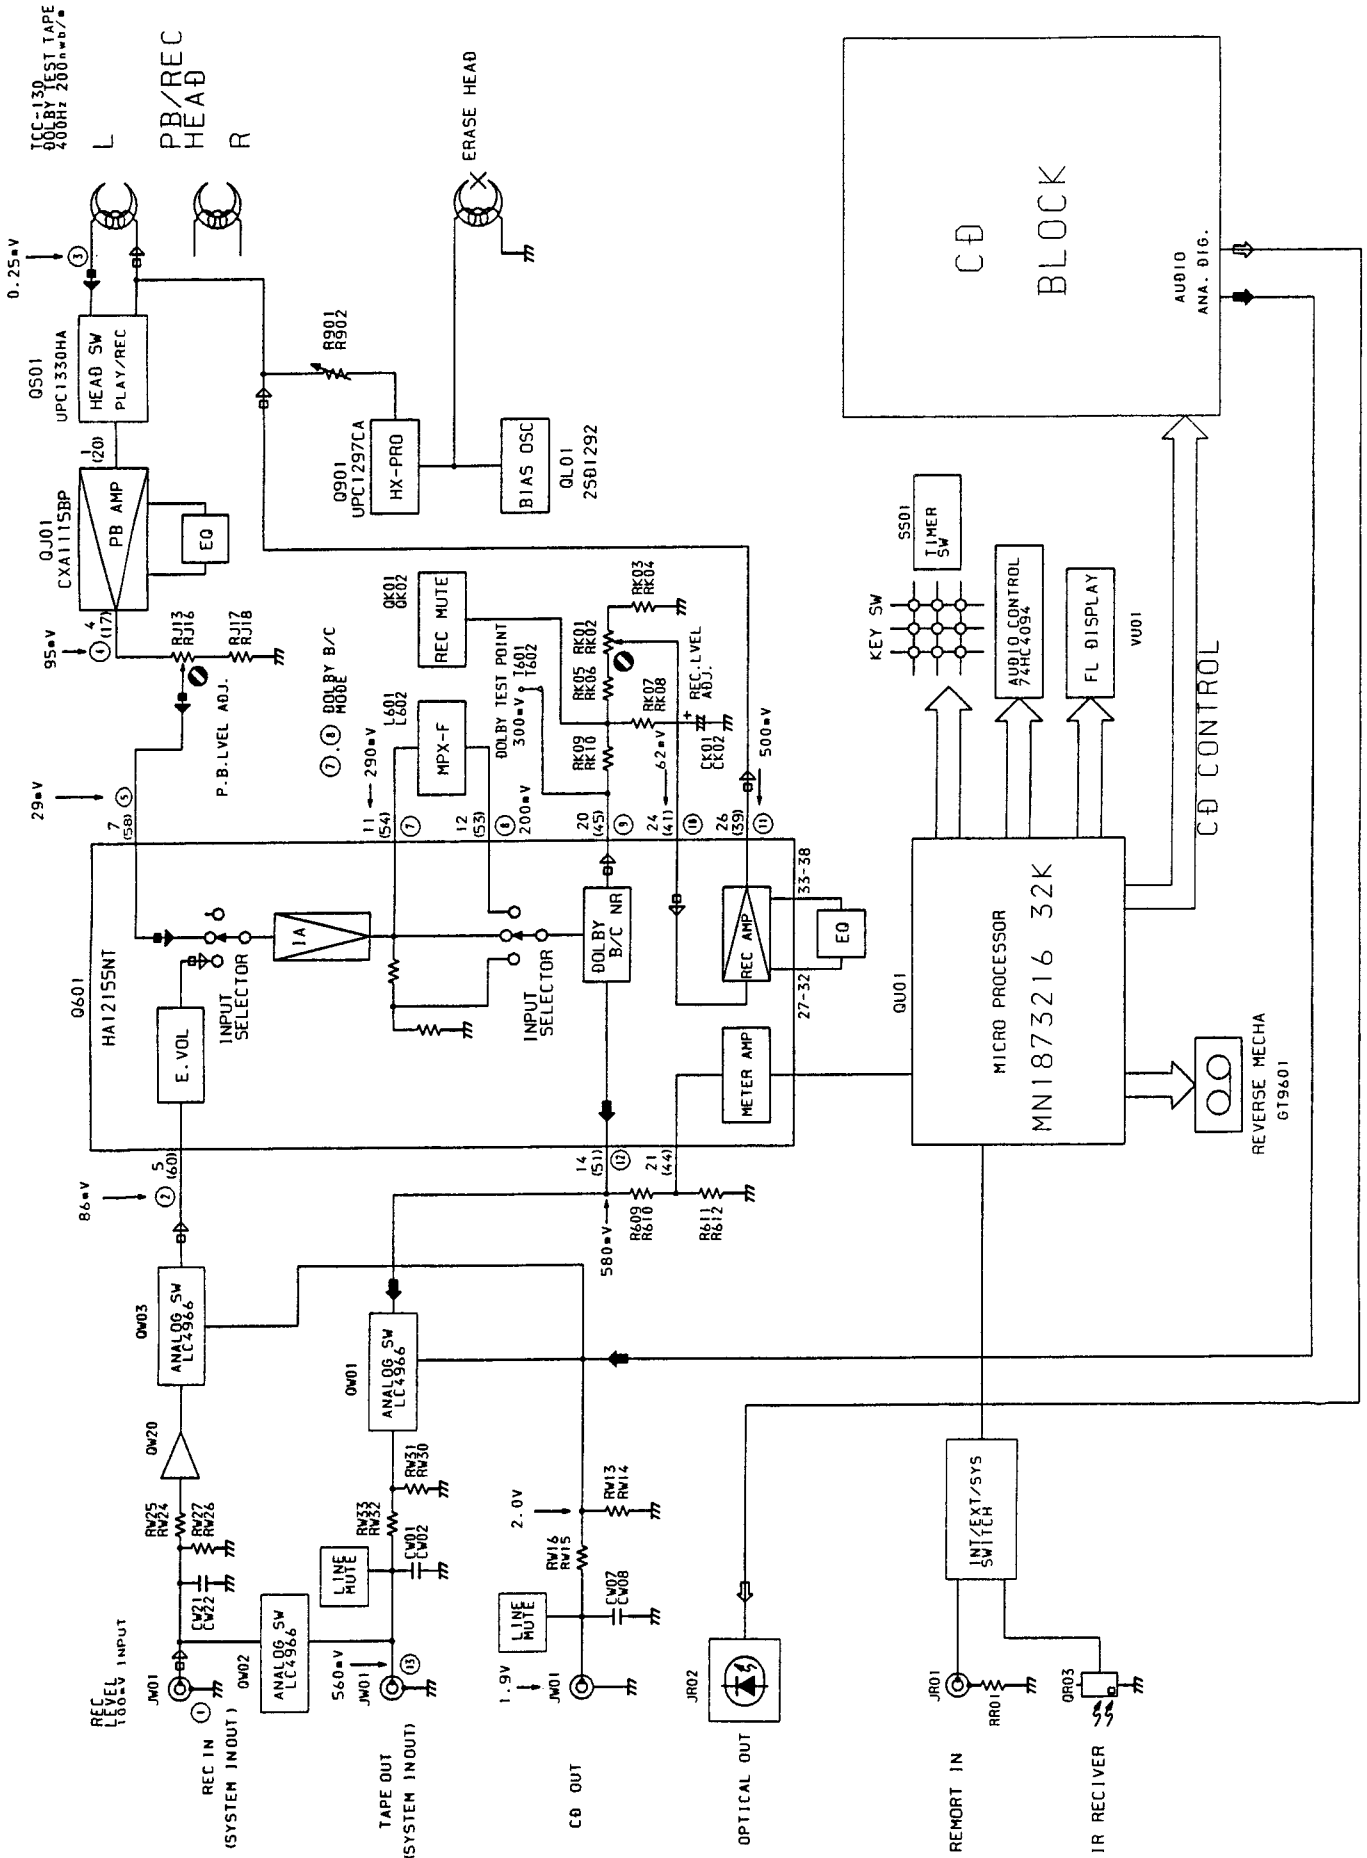 REC
LEVEL
100mV INPUT
JW01
1
REC IN
(SYSTEM INOUT)
CW21
CW22
RW25
RW24
RW27
RW26
QW20
QW03
ANALOG SW
LC4966
86mV
2
5
(60)
Q601
HA12155NT
E.VOL
INPUT
SELECTOR
IA
INPUT
SELECTOR
DOLBY
B/C NR
METER AMP
REC AMP
27-32
33-38
EQ
29mV
7
(58)
5
P.B.LVEL ADJ.
95mV
4
4
(17)
RJ13
RJ16
RJ17
RJ18
QJ01
CXA1115BP
PB AMP
EQ
1
(20)
QS01
UPC1330HA
HEAD SW
PLAY/REC
0.25mV
3
TCC-130
DOLBY TEST TAPE
400Hz 200nwb/m
L
PB/REC
HEAD
R
ERASE HEAD
R901
R902
Q901
UPC1297CA
HX-PRO
BIAS OSC
QL01
2SD1292
7 . 8 DOLBY B/C
MODE
QK01
QK02
REC MUTE
L601
L602
MPX-F
11
(54)
7
290mV
12
(53)
8
200mV
DOLBY TEST POINT
300mV
T601
T602
20
(45)
9
RK09
RK10
RK05
RK06
RK01
RK02
RK03
RK04
RK07
RK08
REC.LVEL
ADJ.
+
CK01
CK02
24
(41)
10
62mV
26
(39)
11
500mV
14
(51)
12
21
(44)
580mV
R609
R610
R611
R612
QW01
ANALOG SW
LC4966
RW31
RW30
RW33
RW32
LINE
MUTE
CW01
CW02
QW02
ANALOG SW
LC4966
560mV
JW01
13
TAPE OUT
(SYSTEM INOUT)
2.0V
RW13
RW14
RW16
RW15
LINE
MUTE
CW07
CW08
1.9V
JW01
CD OUT
JR02
OPTICAL OUT
INT/EXT/SYS
SWITCH
JR01
RR01
REMORT IN
QR03
IR RECIVER
QU01
MICRO PROCESSOR
MN1873216 32K
REVERSE MECHA
GT9601
KEY SW
SS01
TIMER
SW
AUDIO CONTROL
74HC4094
FL DISPLAY
VU01
CD CONTROL
CD
BLOCK
AUDIO
ANA. DIG.